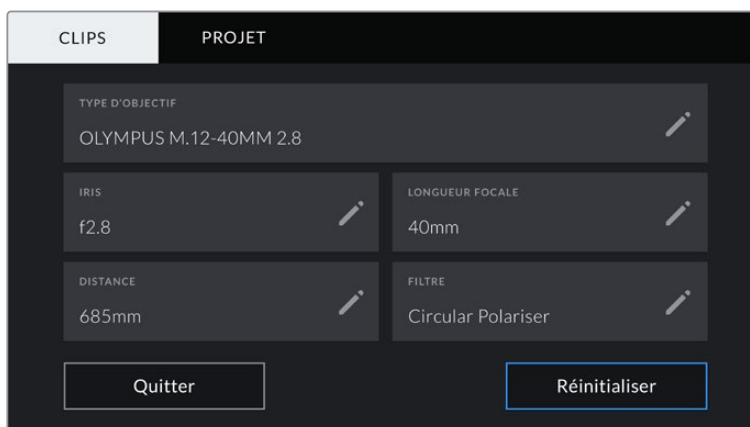 CLIPS PROJET
TYPE D'OBJECTIF
OLYMPUS M.12-40MM 2.8
IRIS
f2.8
LONGUEUR FOCALE
40mm
DISTANCE
685mm
FILTRE
Circular Polariser
Quitter Réinitialiser